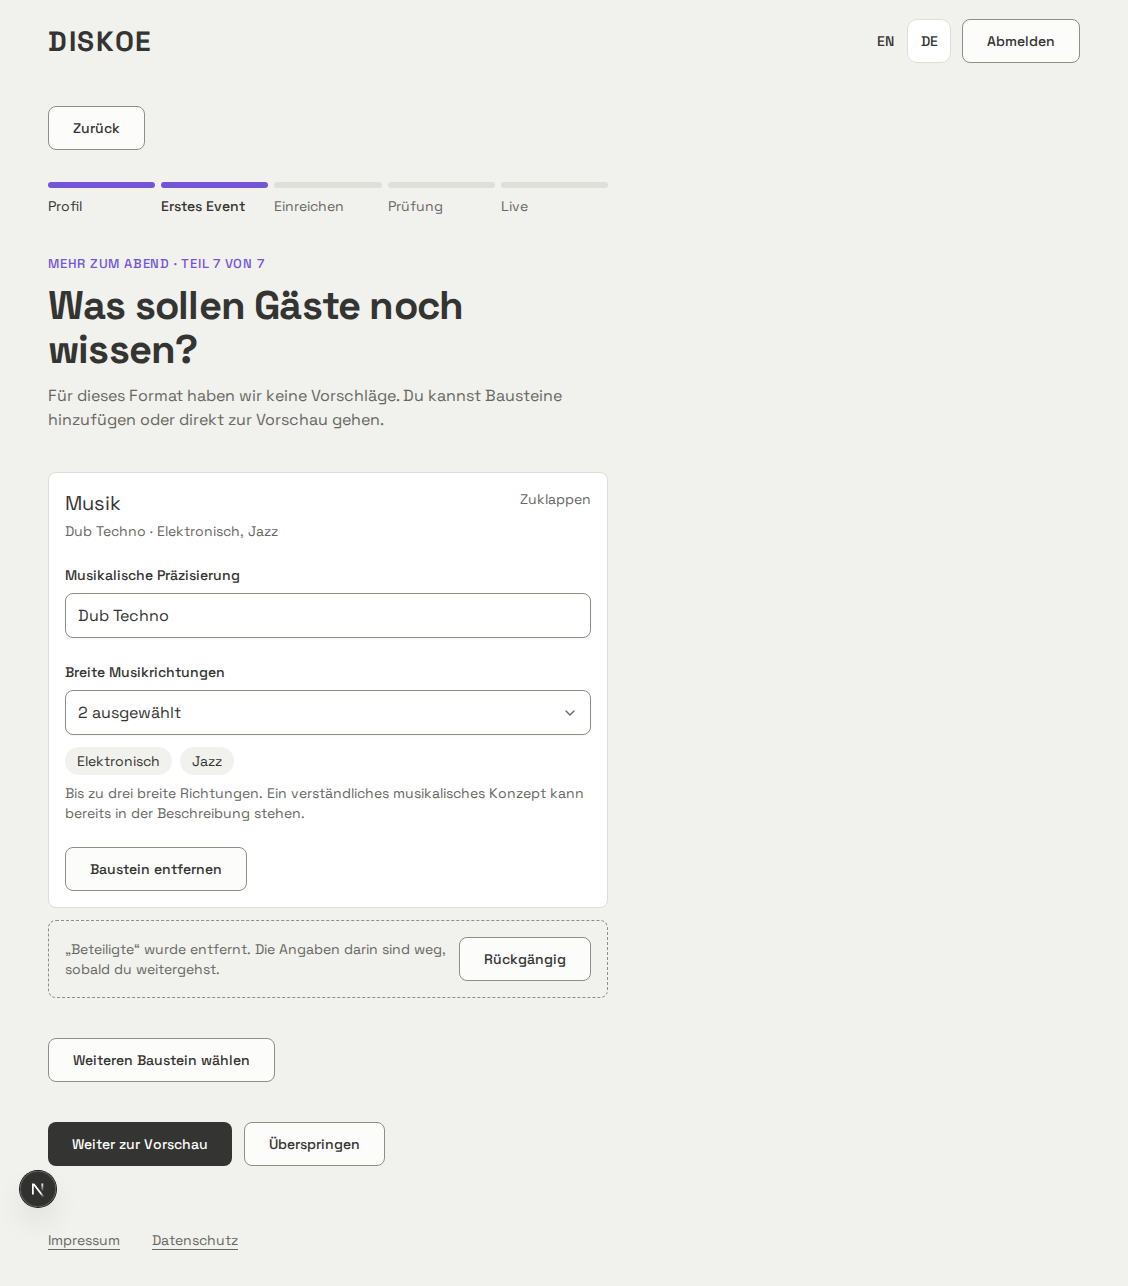 DISKOE
EN DE Abmelden
Zurück
Profil Erstes Event Einreichen Prüfung Live
MEHR ZUM ABEND · TEIL 7 VON 7
Was sollen Gäste noch
wissen?
Für dieses Format haben wir keine Vorschläge. Du kannst Bausteine
hinzufügen oder direkt zur Vorschau gehen.
Musik Zuklappen
Dub Techno · Elektronisch, Jazz
Musikalische Präzisierung
Dub Techno
Breite Musikrichtungen
2 ausgewählt
Elektronisch Jazz
Bis zu drei breite Richtungen. Ein verständliches musikalisches Konzept kann
bereits in der Beschreibung stehen.
Baustein entfernen
„Beteiligte“ wurde entfernt. Die Angaben darin sind weg,
sobald du weitergehst.
Rückgängig
Weiteren Baustein wählen
Weiter zur Vorschau Überspringen
N
Impressum Datenschutz